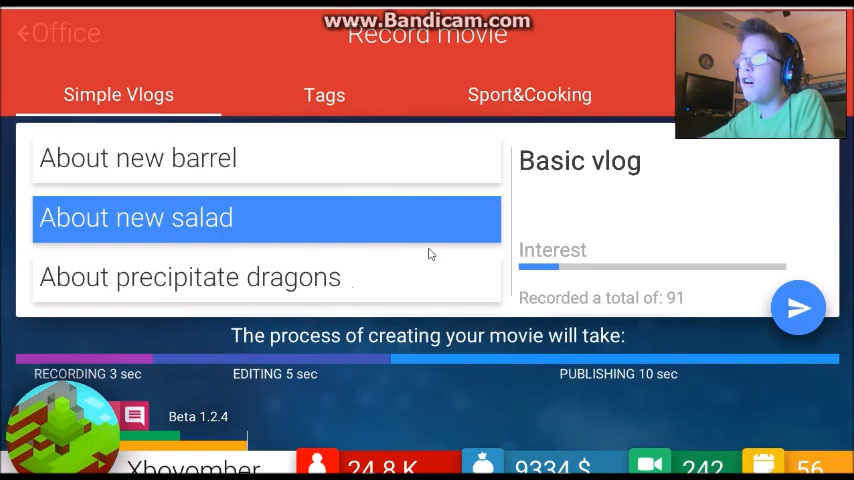 www.Bandicam.com
Office
Record movie
Simple Vlogs
Tags
Sport&Cooking
About new barrel
Basic vlog
About new salad
Interest
About precipitate dragons
Recorded a total of: 91
The process of creating your movie will take:
RECORDING 3 sec
EDITING 5 sec
PUBLISHING 10 sec
Beta 1.2.4
Xboyomber
24.8 K
9334 $
242
56